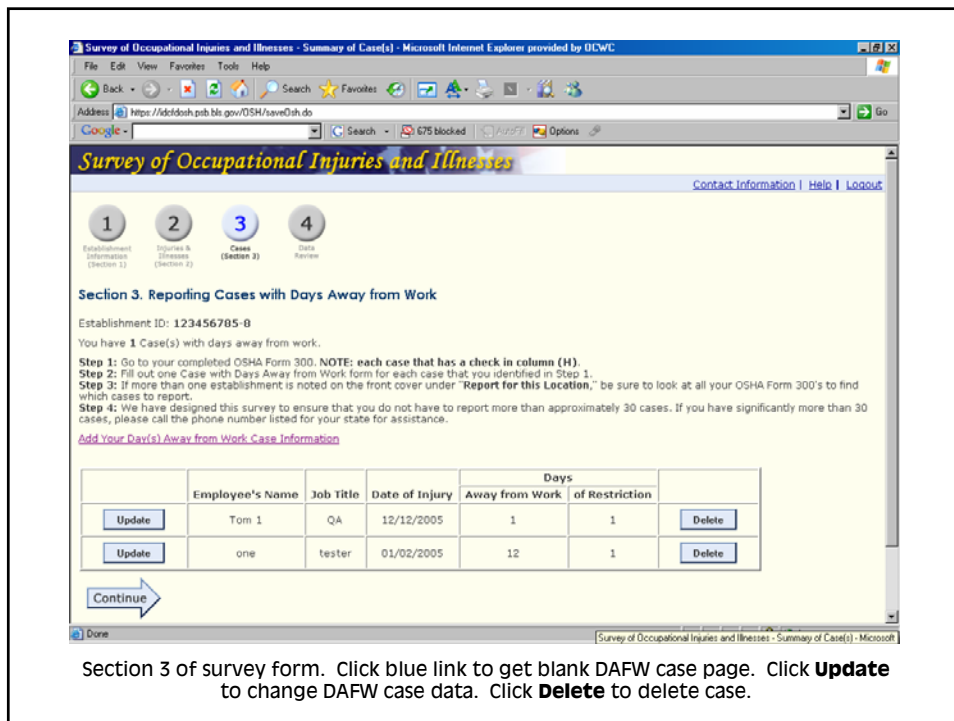 Survey of Occupational Injuries and Illnesses - Summary of Case(s) - Microsoft Internet Explorer provided by OCWC
File Edit View Favorites Tools Help
Back Search Favorites
Address https://idcfdosh.psb.bls.gov/OSH/saveOsh.do Go
Google - Search 675 blocked AutoFill Options
Survey of Occupational Injuries and Illnesses
Contact Information | Help | Logout
1 2 3 4
Establishment Information (Section 1)
Injuries & Illnesses (Section 2)
Cases (Section 3)
Data Review
Section 3. Reporting Cases with Days Away from Work
Establishment ID: 123456785-8
You have 1 Case(s) with days away from work.
Step 1: Go to your completed OSHA Form 300. NOTE: each case that has a check in column (H).
Step 2: Fill out one Case with Days Away from Work form for each case that you identified in Step 1.
Step 3: If more than one establishment is noted on the front cover under "Report for this Location," be sure to look at all your OSHA Form 300's to find
which cases to report.
Step 4: We have designed this survey to ensure that you do not have to report more than approximately 30 cases. If you have significantly more than 30
cases, please call the phone number listed for your state for assistance.
Add Your Day(s) Away from Work Case Information
Days
Employee's Name Job Title Date of Injury Away from Work of Restriction
Update Tom 1 QA 12/12/2005 1 1 Delete
Update one tester 01/02/2005 12 1 Delete
Continue
Done
Survey of Occupational Injuries and Illnesses - Summary of Case(s) - Microsoft
Section 3 of survey form. Click blue link to get blank DAFW case page. Click Update
to change DAFW case data. Click Delete to delete case.